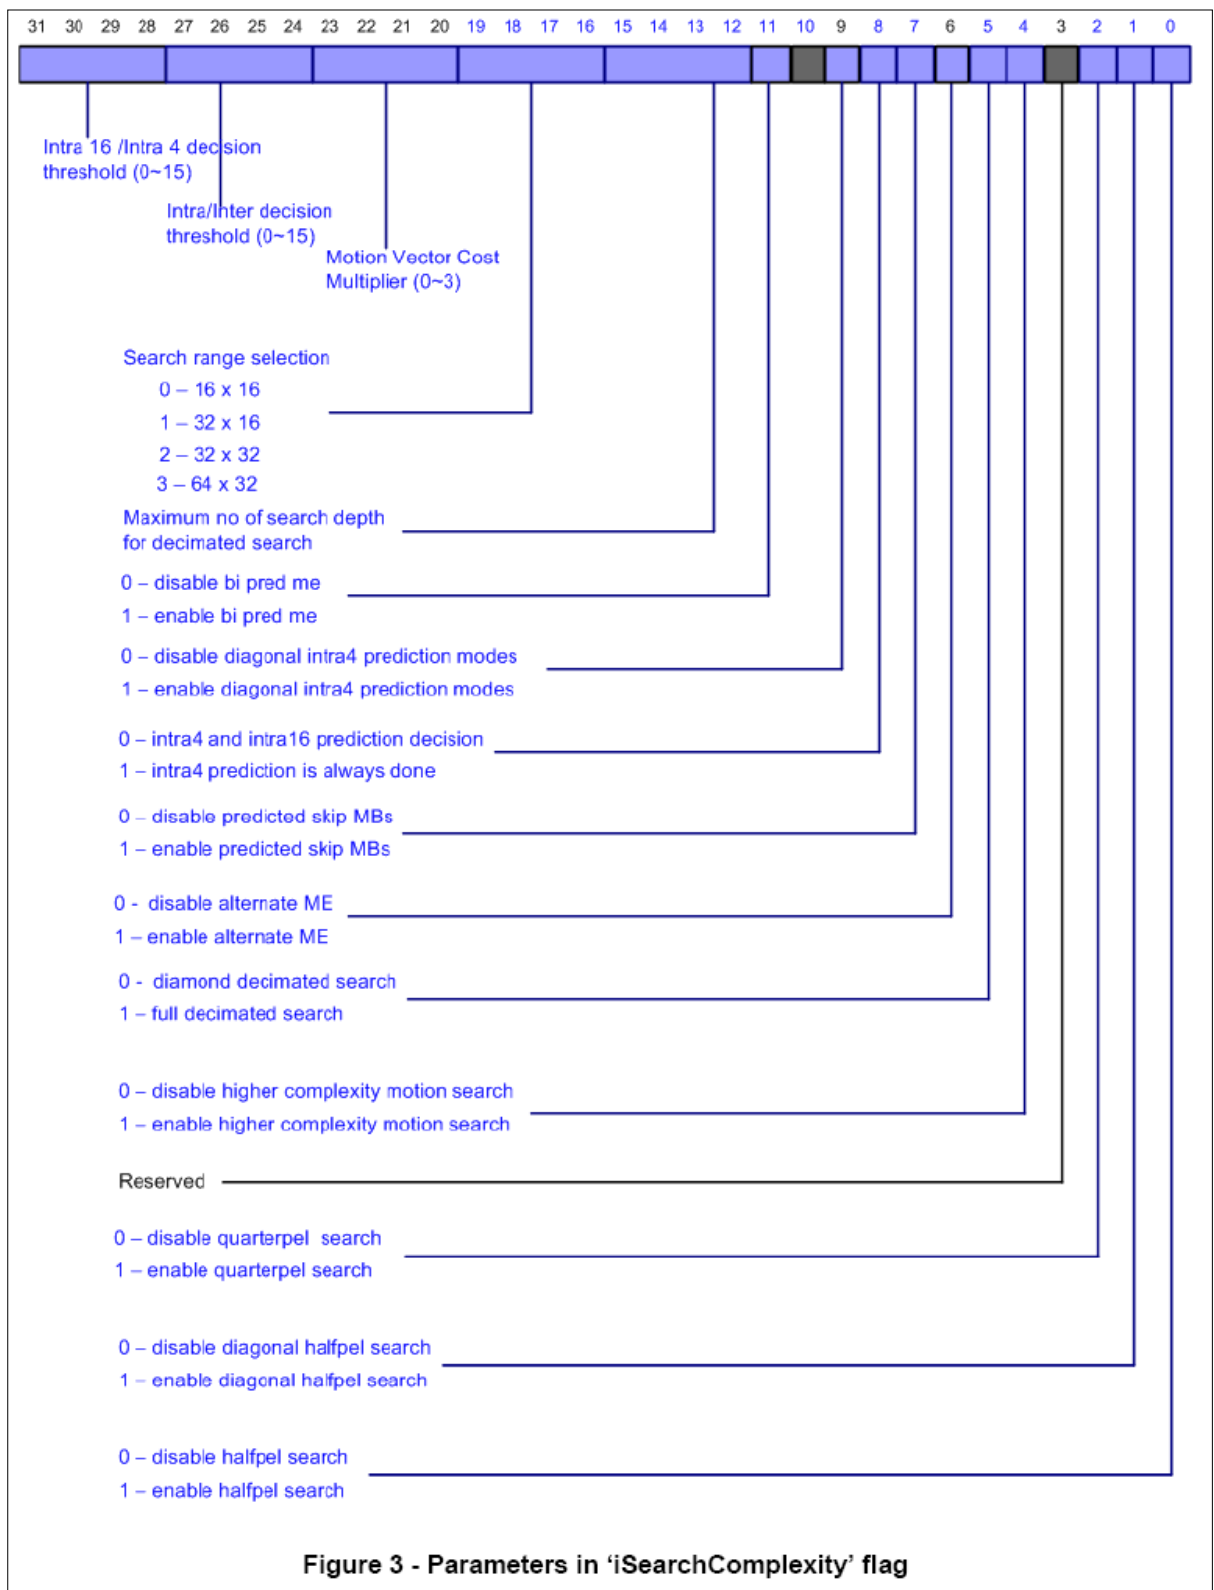 31 30 29 28 27 26 25 24 23 22 21 20 19 18 17 16 15 14 13 12 11 10 9 8 7 6 5 4 3 2 1 0
Intra 16 /Intra 4 decision
threshold (0~15)
Intra/Inter decision
threshold (0~15)
Motion Vector Cost
Multiplier (0~3)
Search range selection
0 – 16 x 16
1 – 32 x 16
2 – 32 x 32
3 – 64 x 32
Maximum no of search depth
for decimated search
0 – disable bi pred me
1 – enable bi pred me
0 – disable diagonal intra4 prediction modes
1 – enable diagonal intra4 prediction modes
0 – intra4 and intra16 prediction decision
1 – intra4 prediction is always done
0 – disable predicted skip MBs
1 – enable predicted skip MBs
0 - disable alternate ME
1 – enable alternate ME
0 - diamond decimated search
1 – full decimated search
0 – disable higher complexity motion search
1 – enable higher complexity motion search
Reserved
0 – disable quarterpel search
1 – enable quarterpel search
0 – disable diagonal halfpel search
1 – enable diagonal halfpel search
0 – disable halfpel search
1 – enable halfpel search
Figure 3 - Parameters in ‘iSearchComplexity’ flag